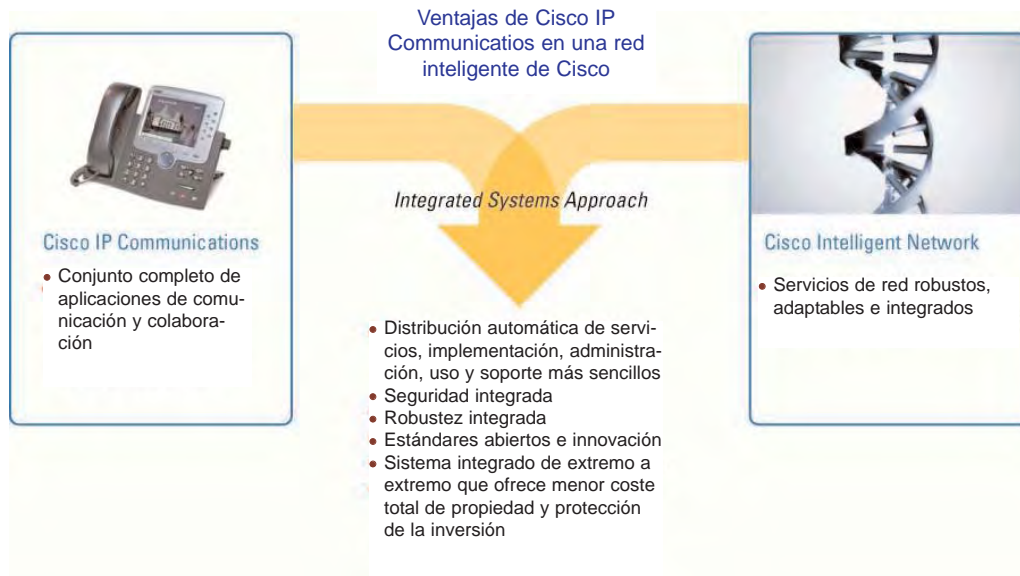 Ventajas de Cisco IP
Communicatios en una red
inteligente de Cisco
Integrated Systems Approach
Cisco IP Communications
• Conjunto completo de
aplicaciones de comu-
nicación y colabora-
ción
Cisco Intelligent Network
• Servicios de red robustos,
adaptables e integrados
• Distribución automática de servi-
cios, implementación, administra-
ción, uso y soporte más sencillos
• Seguridad integrada
• Robustez integrada
• Estándares abiertos e innovación
• Sistema integrado de extremo a
extremo que ofrece menor coste
total de propiedad y protección
de la inversión